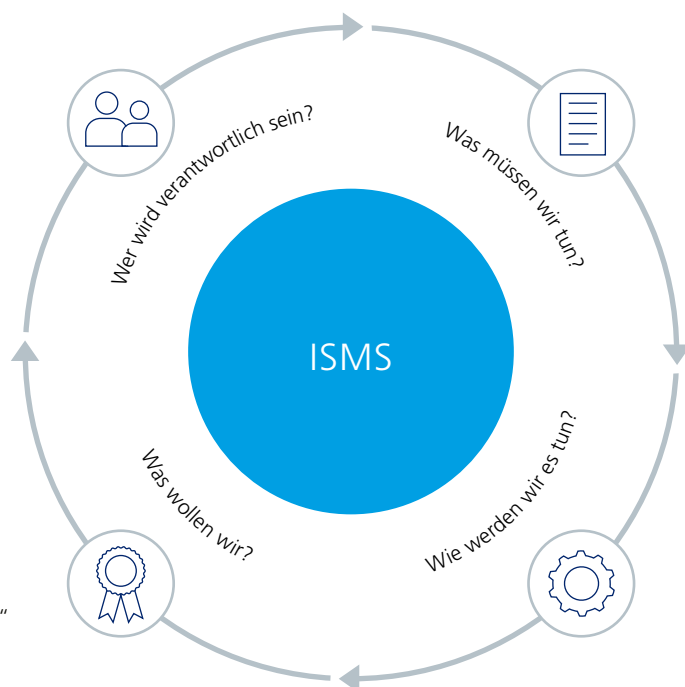 Wer wird verantwortlich sein?
Was müssen wir tun?
ISMS
Was wollen wir?
Wie werden wir es tun?
“